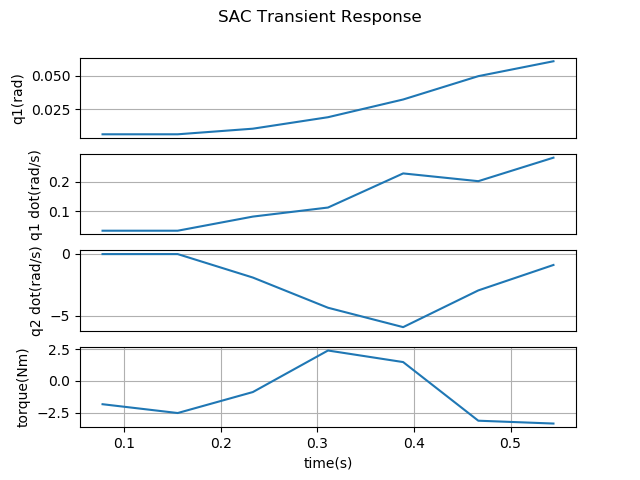 SAC Transient Response
0.050
0.025
q1(rad)
0.2
0.1
q1 dot(rad/s)
0
−5
q2 dot(rad/s)
2.5
0.0
−2.5
torque(Nm)
0.1 0.2 0.3 0.4 0.5
time(s)